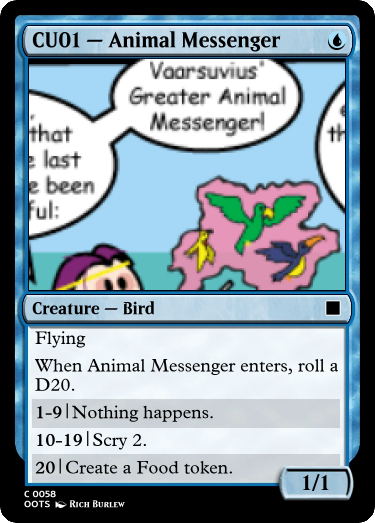 CU01 — Animal Messenger
Vaarsuvius'
Greater Animal
Messenger!
that
e last
e been
ful:
th
Creature — Bird
Flying
When Animal Messenger enters, roll a
D20.
1-9|Nothing happens.
10-19|Scry 2.
20|Create a Food token.
1/1
C 0058
OOTS Rich Burlew